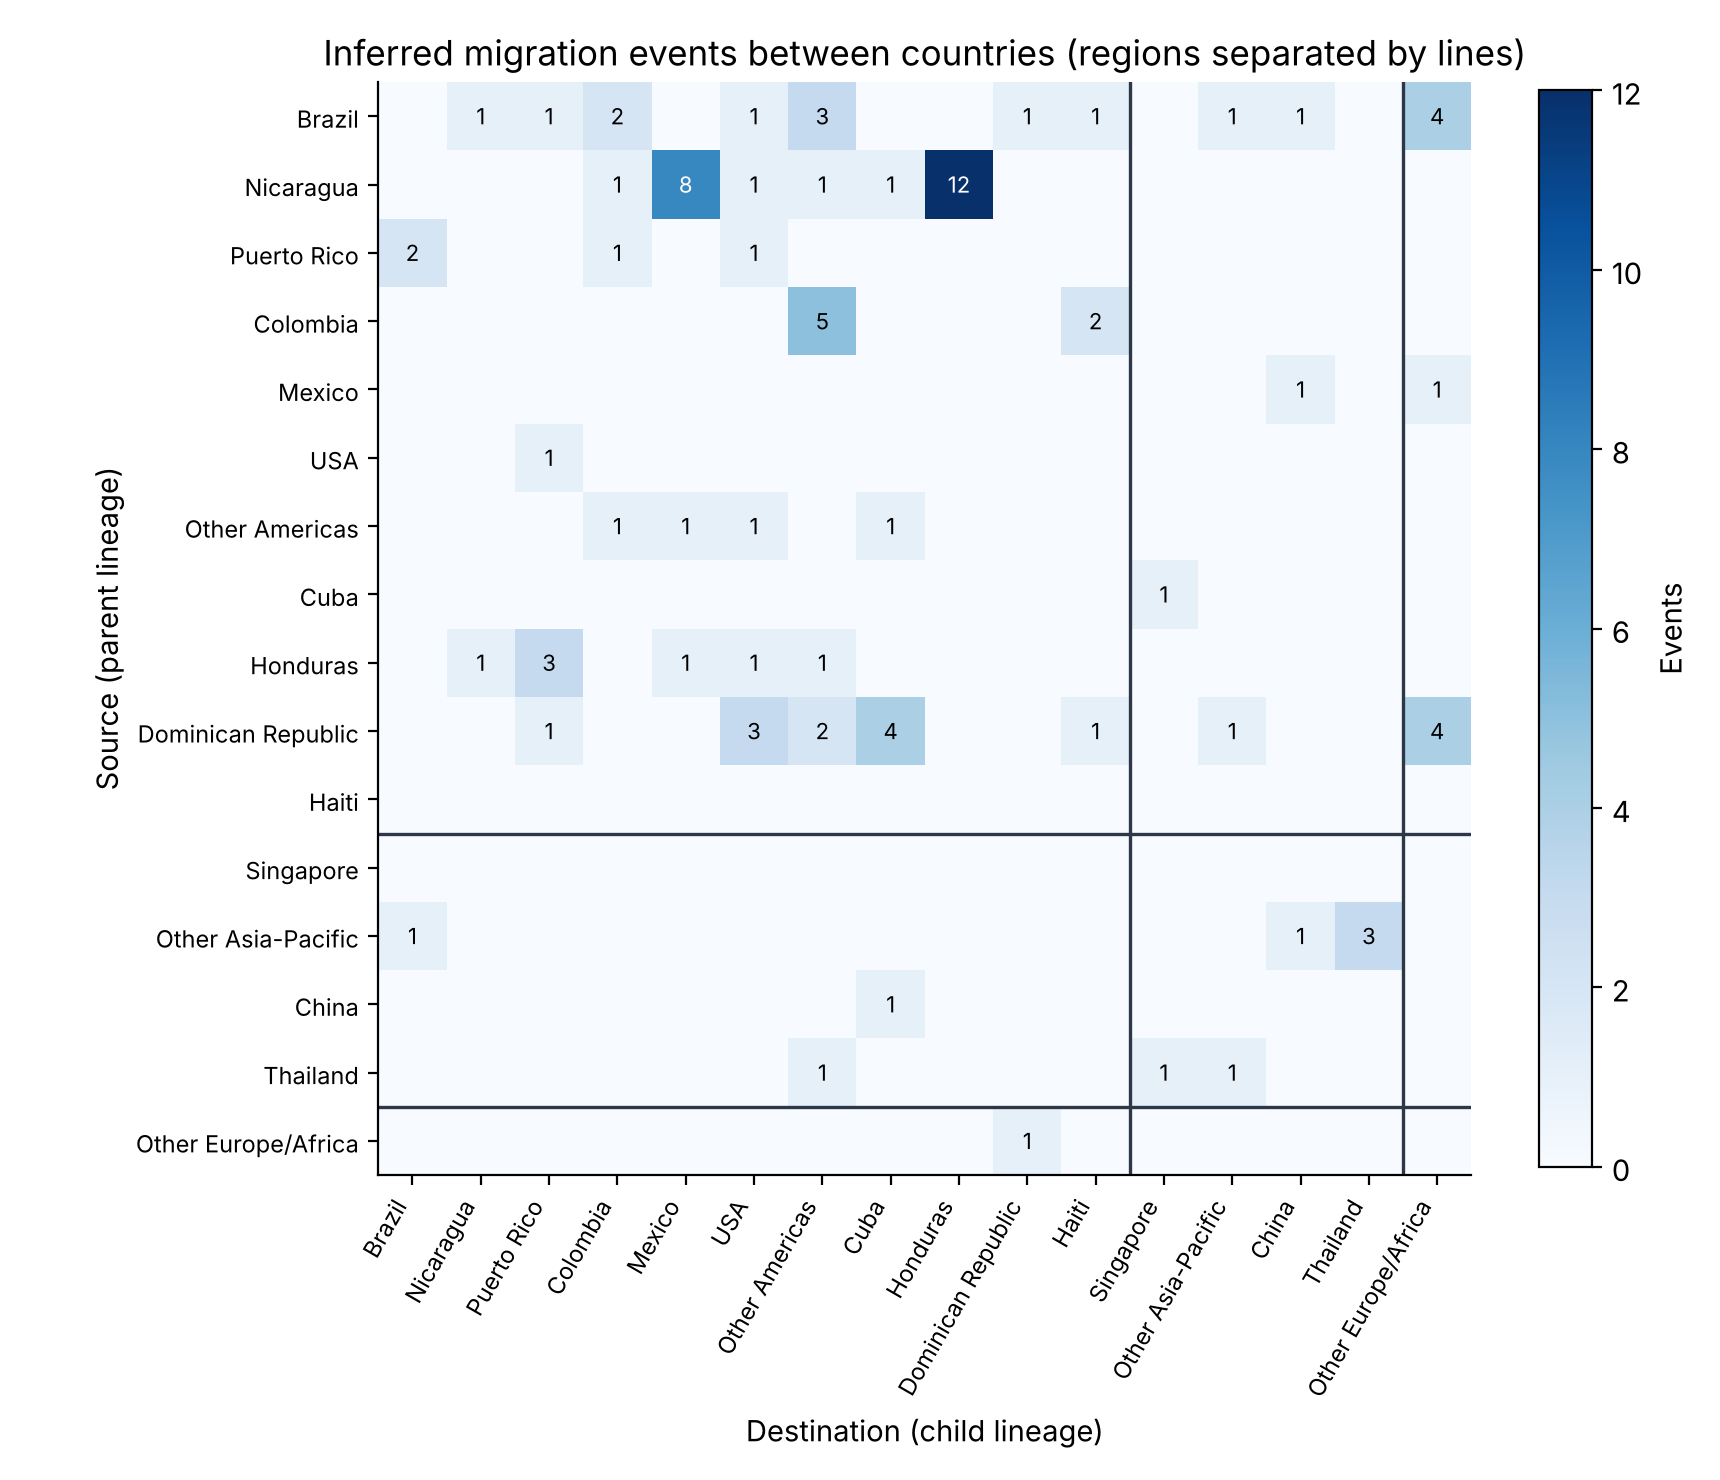 Inferred migration events between countries (regions separated by lines)
Source (parent lineage)
Brazil 1 1 2 1 3 1 1 1 1 4
Nicaragua 1 8 1 1 1 12
Puerto Rico 2 1 1
Colombia 5 2
Mexico 1 1
USA 1
Other Americas 1 1 1 1
Cuba 1
Honduras 1 3 1 1 1
Dominican Republic 1 3 2 4 1 1 4
Haiti
Singapore
Other Asia-Pacific 1 1 3
China 1
Thailand 1 1 1
Other Europe/Africa 1
Brazil
Nicaragua
Puerto Rico
Colombia
Mexico
USA
Other Americas
Cuba
Honduras
Dominican Republic
Haiti
Singapore
Other Asia-Pacific
China
Thailand
Other Europe/Africa
Destination (child lineage)
12
10
8
6
4
2
0
Events